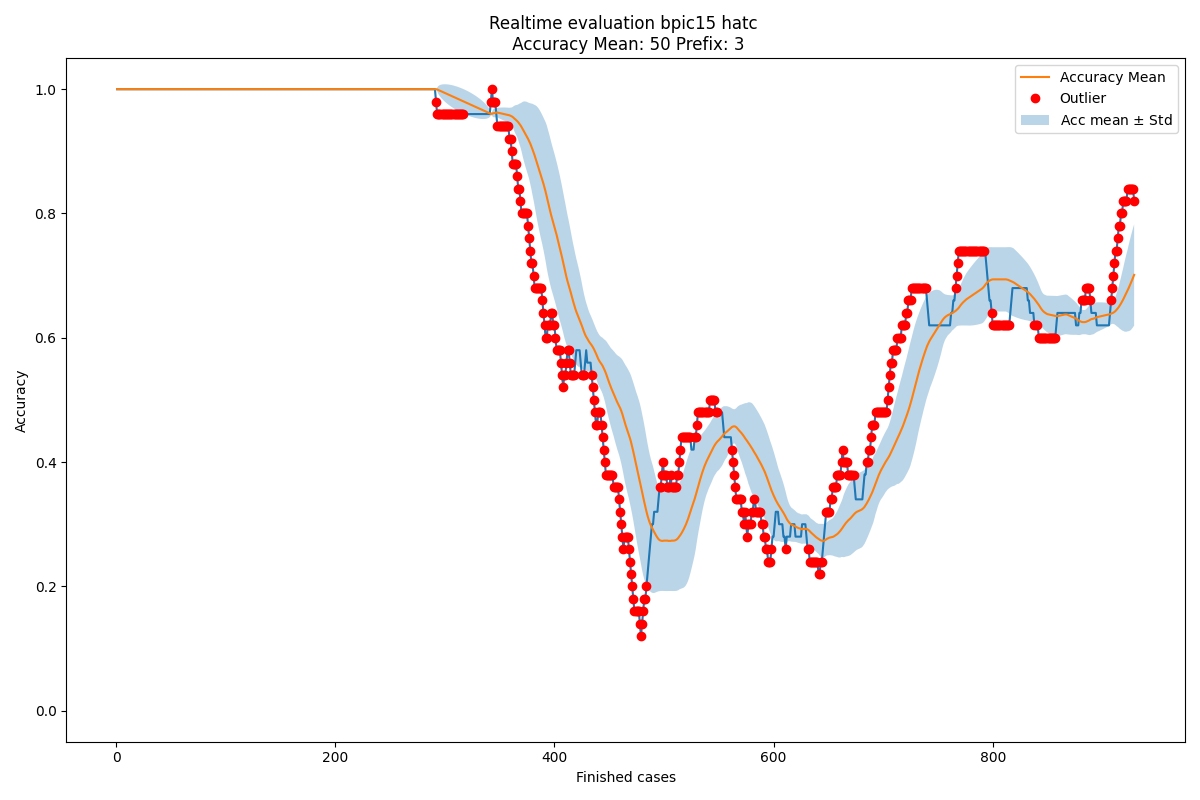 Realtime evaluation bpic15 hatc
Accuracy Mean: 50 Prefix: 3
Accuracy Mean
Outlier
Acc mean ± Std
1.0
0.8
0.6
0.4
0.2
0.0
Accuracy
0 200 400 600 800
Finished cases